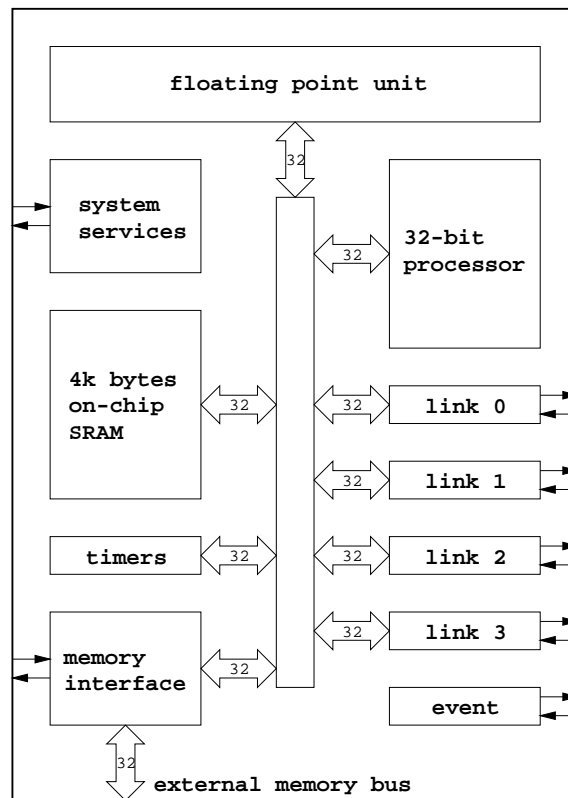 floating point unit
32
system
services
32-bit
processor
32
4k bytes
on-chip
SRAM
32
32
link 0
32
link 1
timers
32
32
link 2
memory
interface
32
32
link 3
event
32
external memory bus